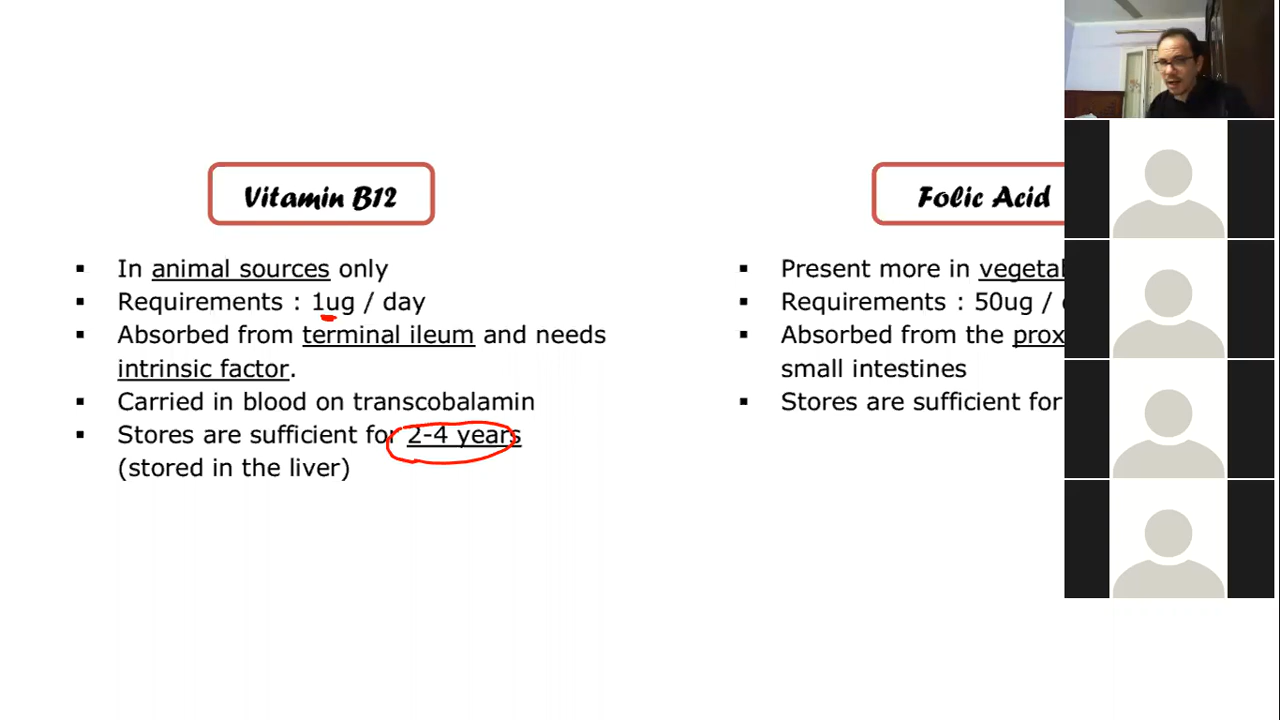 Vitamin B12
▪ In animal sources only
▪ Requirements : 1ug / day
▪ Absorbed from terminal ileum and needs
intrinsic factor.
▪ Carried in blood on transcobalamin
▪ Stores are sufficient for 2-4 years
(stored in the liver)
Folic Acid
▪ Present more in
▪ Requirements : 50ug /
▪ Absorbed from the
small intestines
▪ Stores are sufficient for